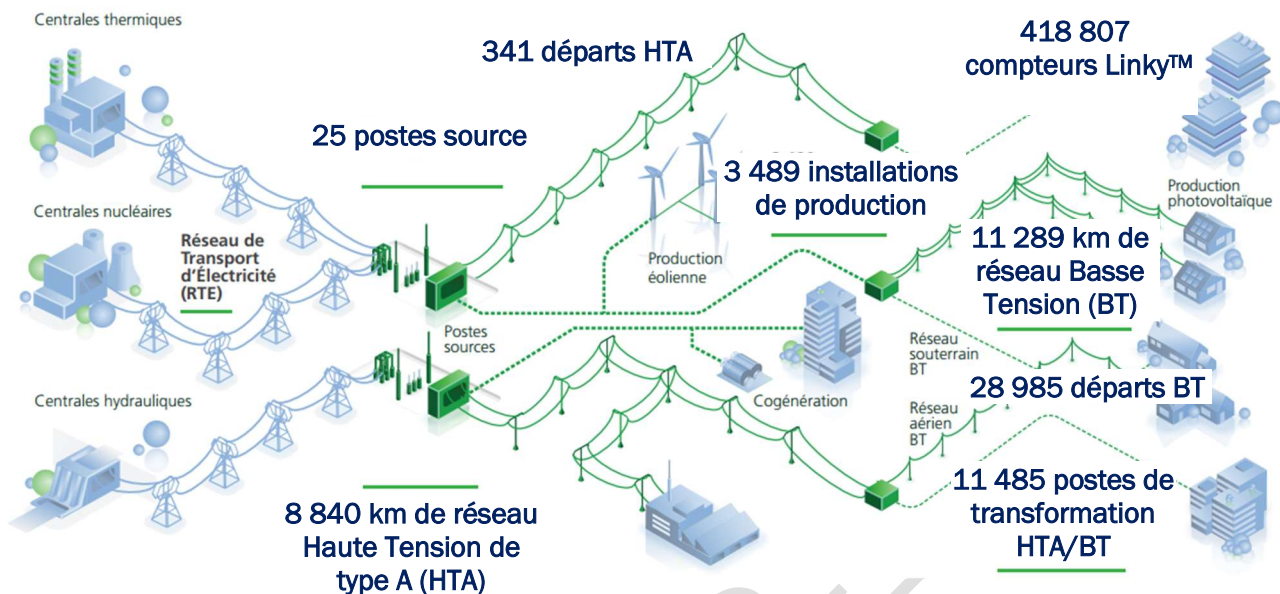 Centrales thermiques
341 départs HTA
418 807
compteurs Linky™
25 postes source
3 489 installations
de production
Production
photovoltaïque
Centrales nucléaires
Réseau de
Transport
d'Électricité
(RTE)
Production
éolienne
11 289 km de
réseau Basse
Tension (BT)
Postes
sources
Réseau
souterrain
BT
28 985 départs BT
Centrales hydrauliques
Cogénération
Réseau
aérien
BT
11 485 postes de
transformation
HTA/BT
8 840 km de réseau
Haute Tension de
type A (HTA)